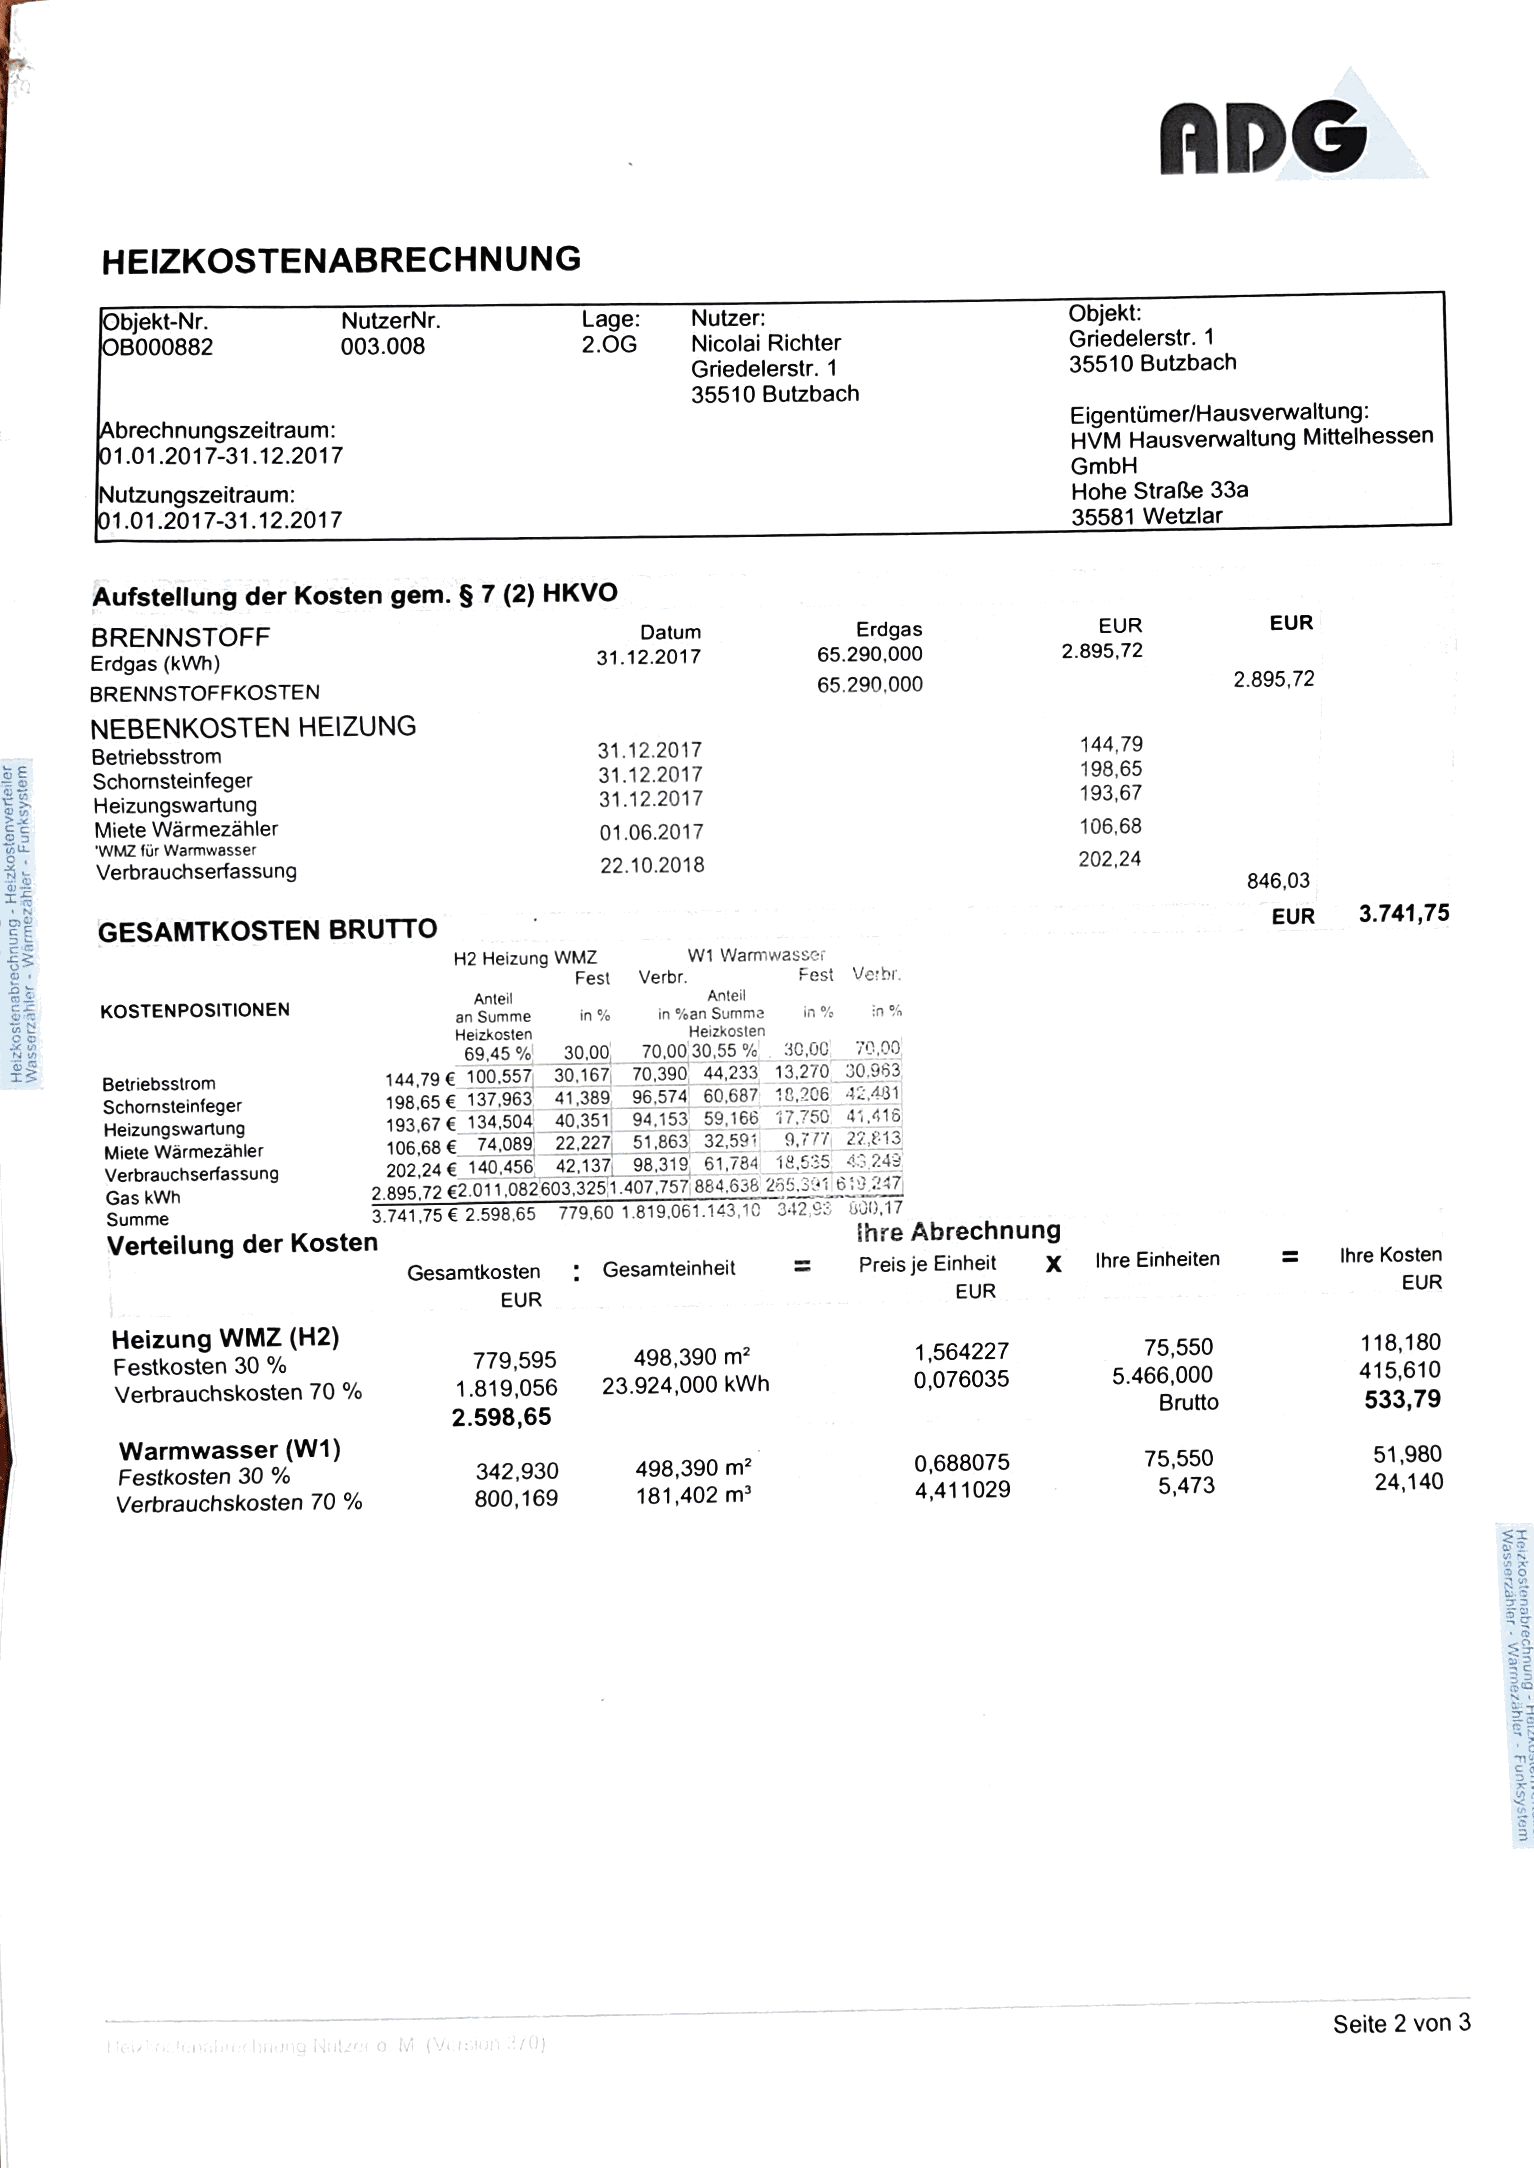 ADG
HEIZKOSTENABRECHNUNG
Objekt-Nr. NutzerNr. Lage: Nutzer: Objekt:
OB000882 003.008 2.OG Nicolai Richter Griedelerstr. 1
Griedelerstr. 1 35510 Butzbach
35510 Butzbach
Abrechnungszeitraum: Eigentümer/Hausverwaltung:
01.01.2017-31.12.2017 HVM Hausverwaltung Mittelhessen
GmbH
Nutzungszeitraum: Hohe Straße 33a
01.01.2017-31.12.2017 35581 Wetzlar
Aufstellung der Kosten gem. § 7 (2) HKVO
BRENNSTOFF Datum Erdgas EUR EUR
Erdgas (kWh) 31.12.2017 65.290,000 2.895,72
BRENNSTOFFKOSTEN 65.290,000 2.895,72
NEBENKOSTEN HEIZUNG
Betriebsstrom 31.12.2017 144,79
Schornsteinfeger 31.12.2017 198,65
Heizungswartung 31.12.2017 193,67
Miete Wärmezähler 01.06.2017 106,68
'WMZ für Warmwasser
Verbrauchserfassung 22.10.2018 202,24
846,03
GESAMTKOSTEN BRUTTO EUR 3.741,75
H2 Heizung WMZ W1 Warmwasser
Fest Verbr. Fest Verbr.
Anteil Anteil
KOSTENPOSITIONEN an Summe in % in % an Summe in % in %
Heizkosten Heizkosten
69,45 % 30,00 70,00 30,55 % 30,00 70,00
Betriebsstrom 144,79 € 100,557 30,167 70,390 44,233 13,270 30,963
Schornsteinfeger 198,65 € 137,963 41,389 96,574 60,687 18,206 42,481
Heizungswartung 193,67 € 134,504 40,351 94,153 59,166 17,750 41,416
Miete Wärmezähler 106,68 € 74,089 22,227 51,863 32,591 9,777 22,813
Verbrauchserfassung 202,24 € 140,456 42,137 98,319 61,784 18,535 43,249
Gas kWh 2.895,72 € 2.011,082 603,325 1.407,757 884,638 265,391 619,247
Summe 3.741,75 € 2.598,65 779,60 1.819,06 1.143,10 342,93 800,17
Verteilung der Kosten Ihre Abrechnung
Gesamtkosten : Gesamteinheit = Preis je Einheit x Ihre Einheiten = Ihre Kosten
EUR EUR EUR
Heizung WMZ (H2)
Festkosten 30 % 779,595 498,390 m² 1,564227 75,550 118,180
Verbrauchskosten 70 % 1.819,056 23.924,000 kWh 0,076035 5.466,000 415,610
2.598,65 Brutto 533,79
Warmwasser (W1)
Festkosten 30 % 342,930 498,390 m² 0,688075 75,550 51,980
Verbrauchskosten 70 % 800,169 181,402 m³ 4,411029 5,473 24,140
Seite 2 von 3
Heizkostenabrechnung Nutzer o. M. (Version 370)
Heizkostenabrechnung - Heizkostenverteiler
Wasserzähler - Wärmezähler - Funksystem
Heizkostenabrechnung -
Wasserzähler - Wärmezähler - Funksystem